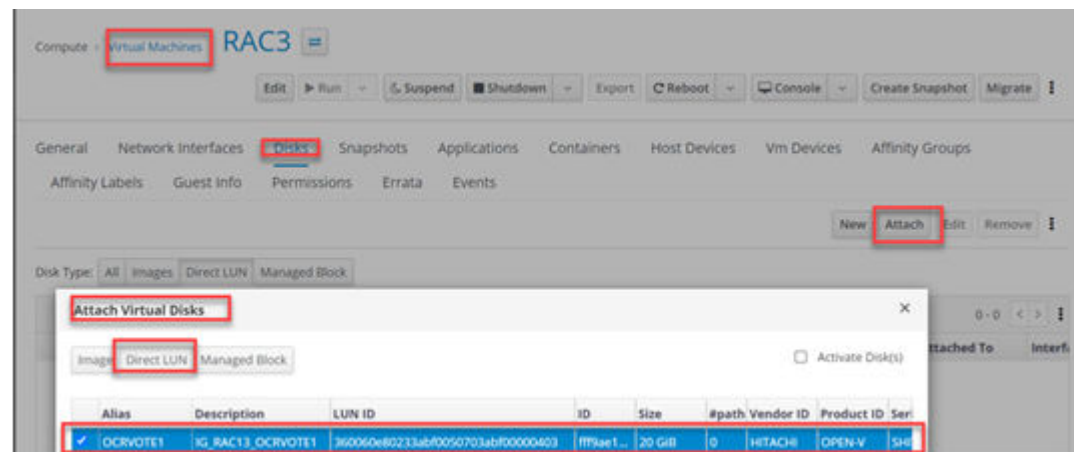 Compute › Virtual Machines RAC3
Edit Run Suspend Shutdown Export Reboot Console Create Snapshot Migrate
General Network Interfaces Disks Snapshots Applications Containers Host Devices Vm Devices Affinity Groups
Affinity Labels Guest Info Permissions Errata Events
New Attach Edit Remove
Disk Type: All Images Direct LUN Managed Block
Attach Virtual Disks
0 - 0
ttached To Interf
Image Direct LUN Managed Block Activate Disk(s)
Alias Description LUN ID ID Size #path Vendor ID Product ID Seri
OCRVOTE1 IG_RAC13_OCRVOTE1 360060e80233abf0050703abf00000403 fff9ae1... 20 GiB 0 HITACHI OPEN-V